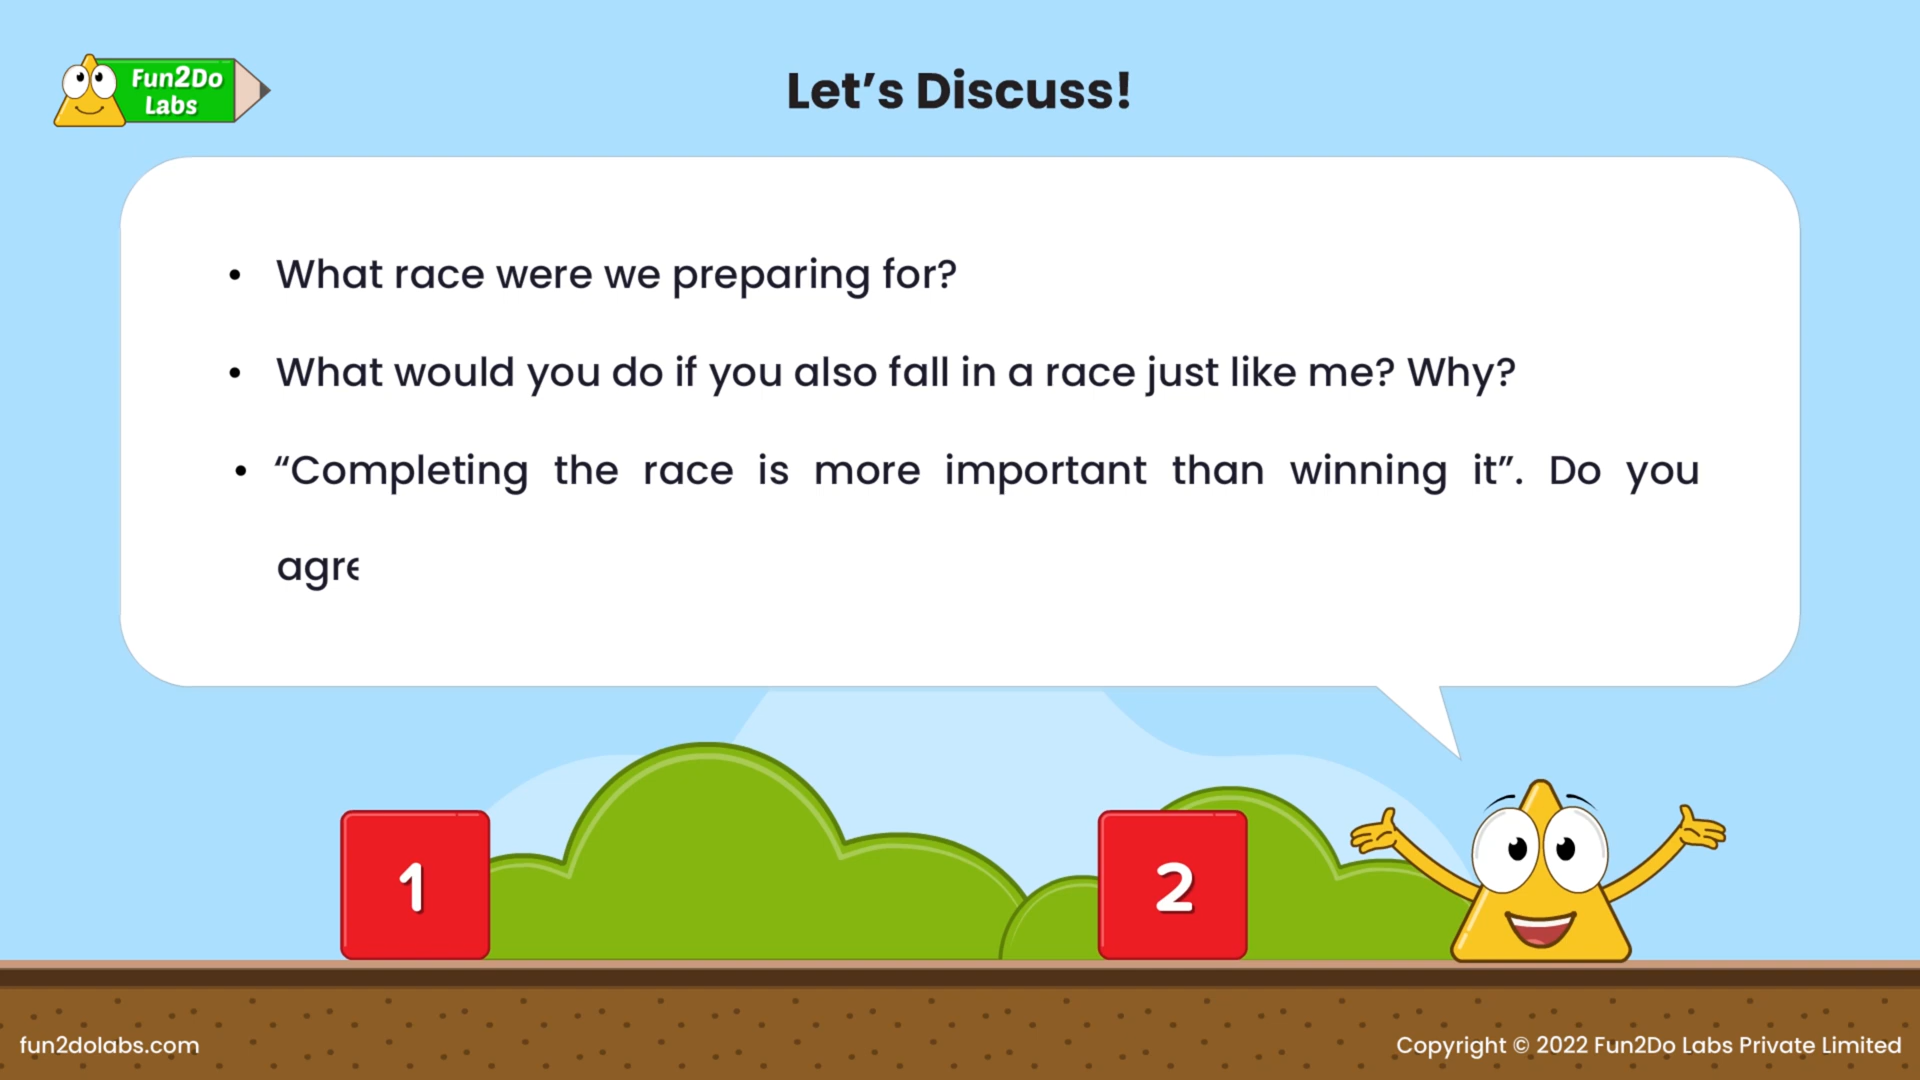 Fun2Do
Labs
Let’s Discuss!
• What race were we preparing for?
• What would you do if you also fall in a race just like me? Why?
• “Completing the race is more important than winning it”. Do you
agre
1
2
fun2dolabs.com
Copyright © 2022 Fun2Do Labs Private Limited